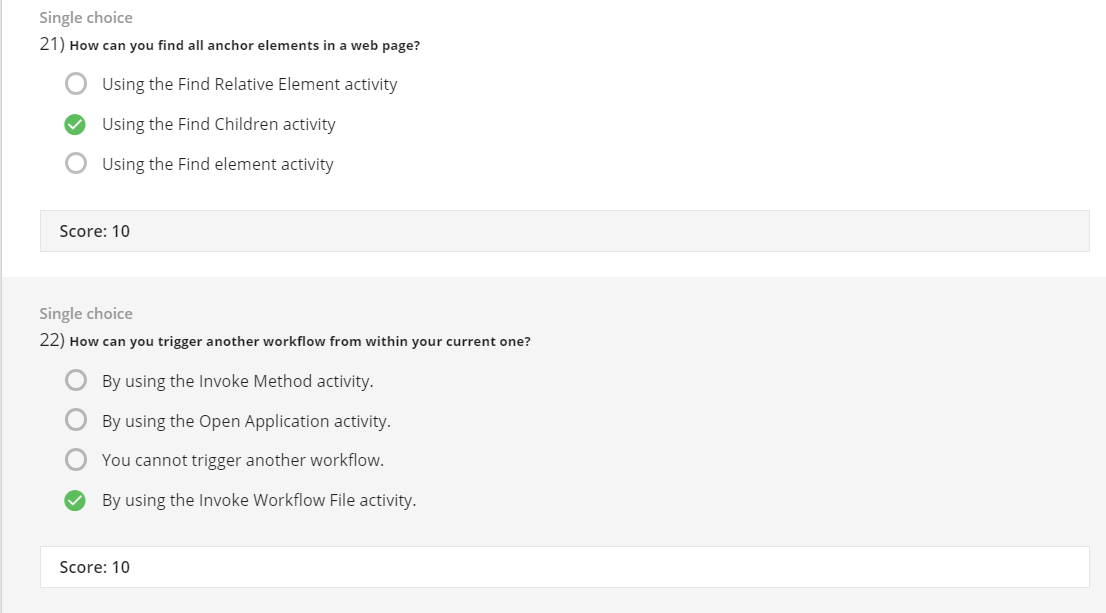 Single choice
21) How can you find all anchor elements in a web page?
Using the Find Relative Element activity
Using the Find Children activity
Using the Find element activity
Score: 10
Single choice
22) How can you trigger another workflow from within your current one?
By using the Invoke Method activity.
By using the Open Application activity.
You cannot trigger another workflow.
By using the Invoke Workflow File activity.
Score: 10